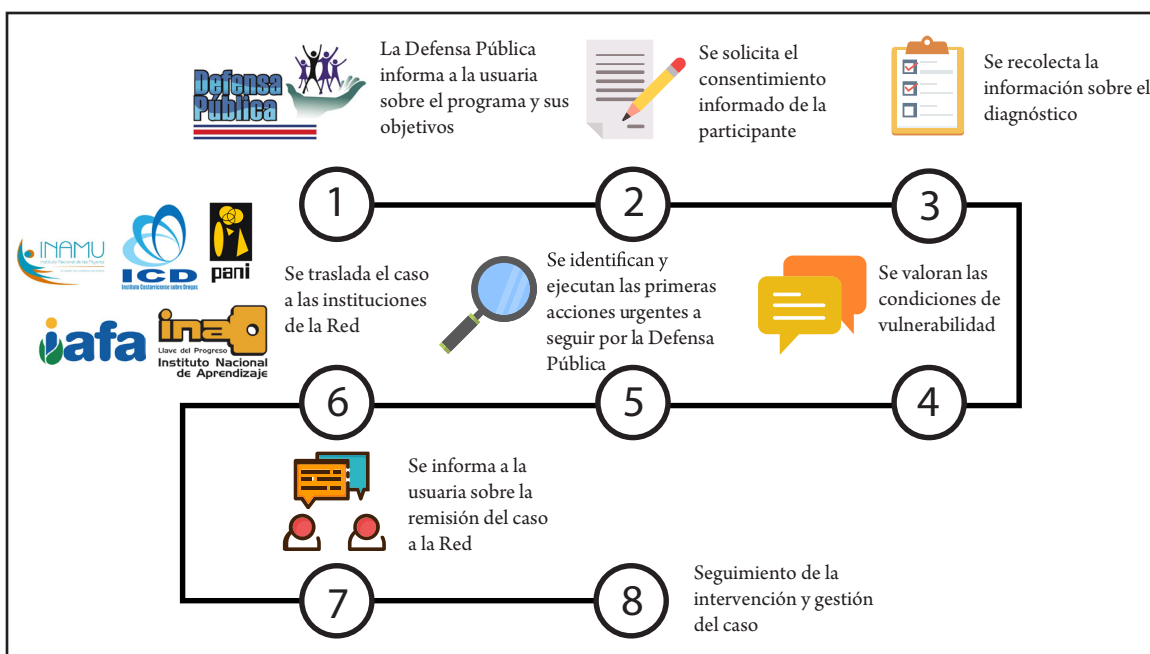 Defensa
Pública
La Defensa Pública
informa a la usuaria
sobre el programa y sus
objetivos
Se solicita el
consentimiento
informado de la
participante
Se recolecta la
información sobre el
diagnóstico
1
2
3
INAMU
Instituto Nacional de las Mujeres
ICD
Instituto Costarricense sobre Drogas
pani
iafa
ina
Llave del Progreso
Instituto Nacional
de Aprendizaje
Se traslada el caso
a las instituciones
de la Red
Se identifican y
ejecutan las primeras
acciones urgentes a
seguir por la Defensa
Pública
Se valoran las
condiciones de
vulnerabilidad
6
5
4
Se informa a la
usuaria sobre la
remisión del caso
a la Red
7
8
Seguimiento de la
intervención y gestión
del caso